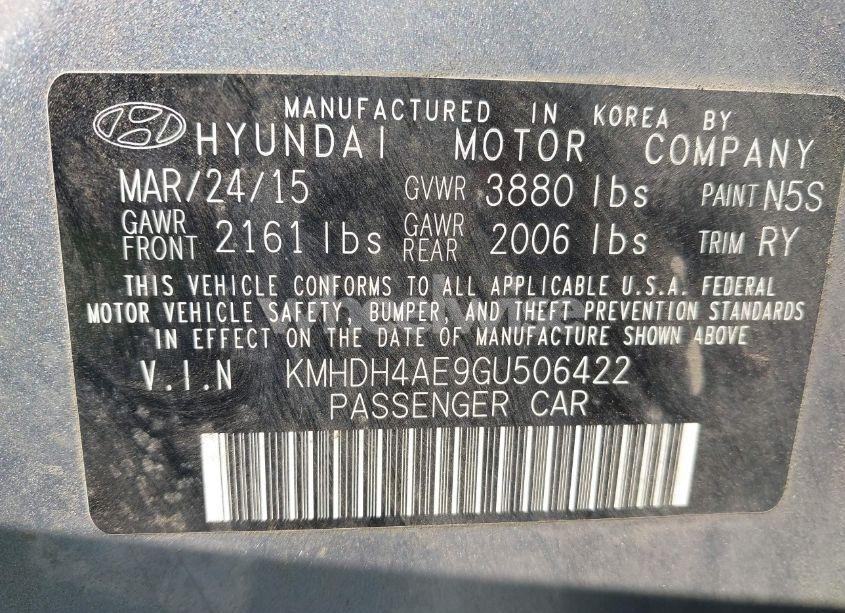 MANUFACTURED IN KOREA BY
HYUNDAI MOTOR COMPANY
MAR/24/15 GVWR 3880 lbs PAINT N5S
GAWR FRONT 2161 lbs GAWR REAR 2006 lbs TRIM RY
THIS VEHICLE CONFORMS TO ALL APPLICABLE U.S.A. FEDERAL
MOTOR VEHICLE SAFETY, BUMPER, AND THEFT PREVENTION STANDARDS
IN EFFECT ON THE DATE OF MANUFACTURE SHOWN ABOVE
V.I.N KMHDH4AE9GU506422
PASSENGER CAR